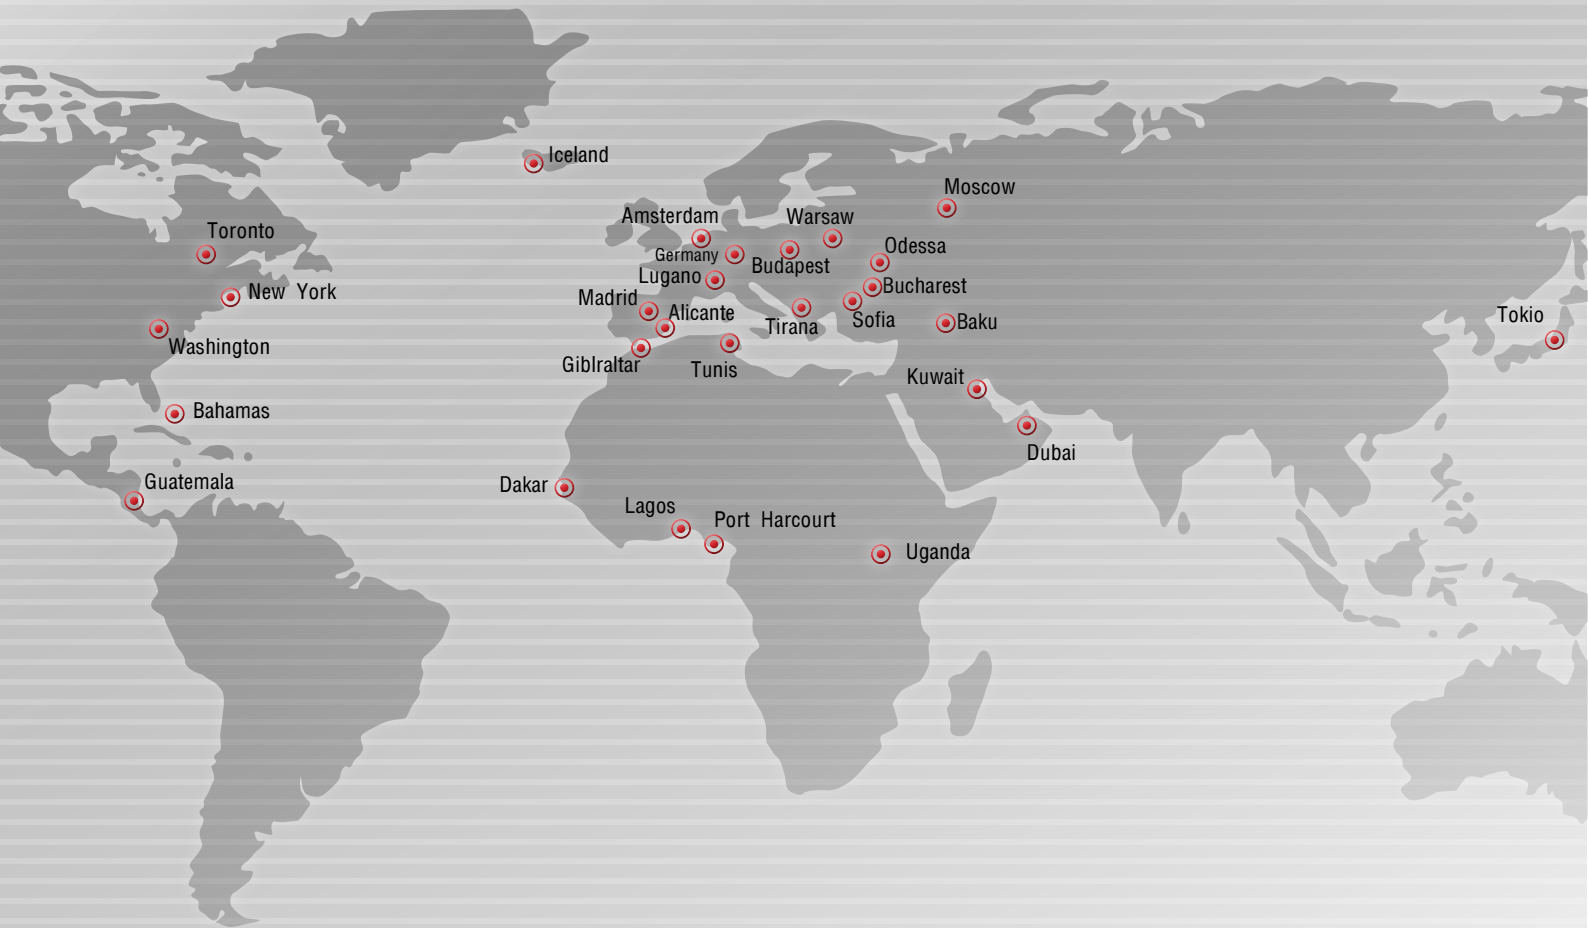 Iceland
Moscow
Amsterdam
Warsaw
Toronto
Odessa
Germany
Budapest
Lugano
Bucharest
New York
Madrid
Alicante
Tokio
Sofia
Baku
Tirana
Washington
Giblraltar
Tunis
Kuwait
Bahamas
Dubai
Guatemala
Dakar
Lagos
Port Harcourt
Uganda